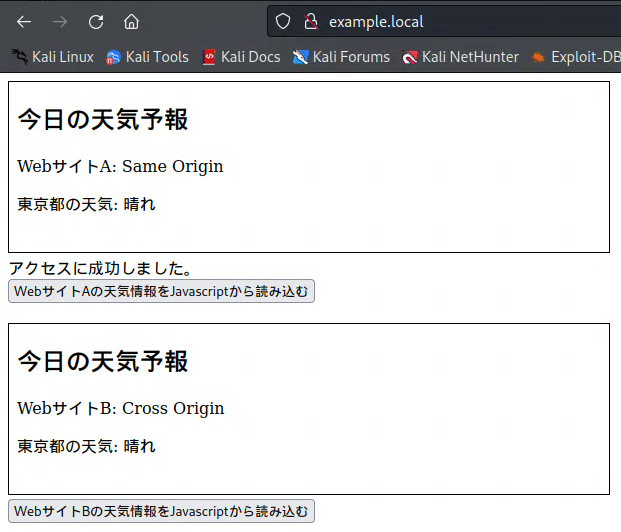 example.local
Kali Linux Kali Tools Kali Docs Kali Forums Kali NetHunter Exploit-DB
今日の天気予報
WebサイトA: Same Origin
東京都の天気: 晴れ
アクセスに成功しました。
WebサイトAの天気情報をJavascriptから読み込む
今日の天気予報
WebサイトB: Cross Origin
東京都の天気: 晴れ
WebサイトBの天気情報をJavascriptから読み込む